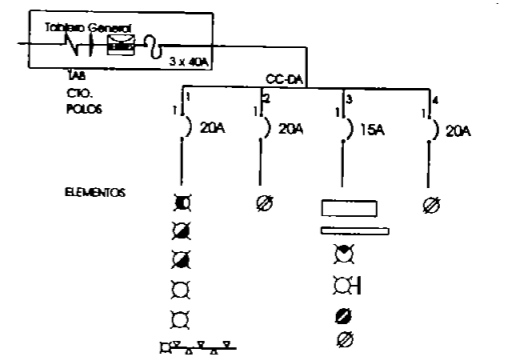 Tablero General
3 x 40A
TAB
CC-DA
CTO.
1 2 3 4
POLOS
1 1 1 1
20A 20A 15A 20A
ELEMENTOS